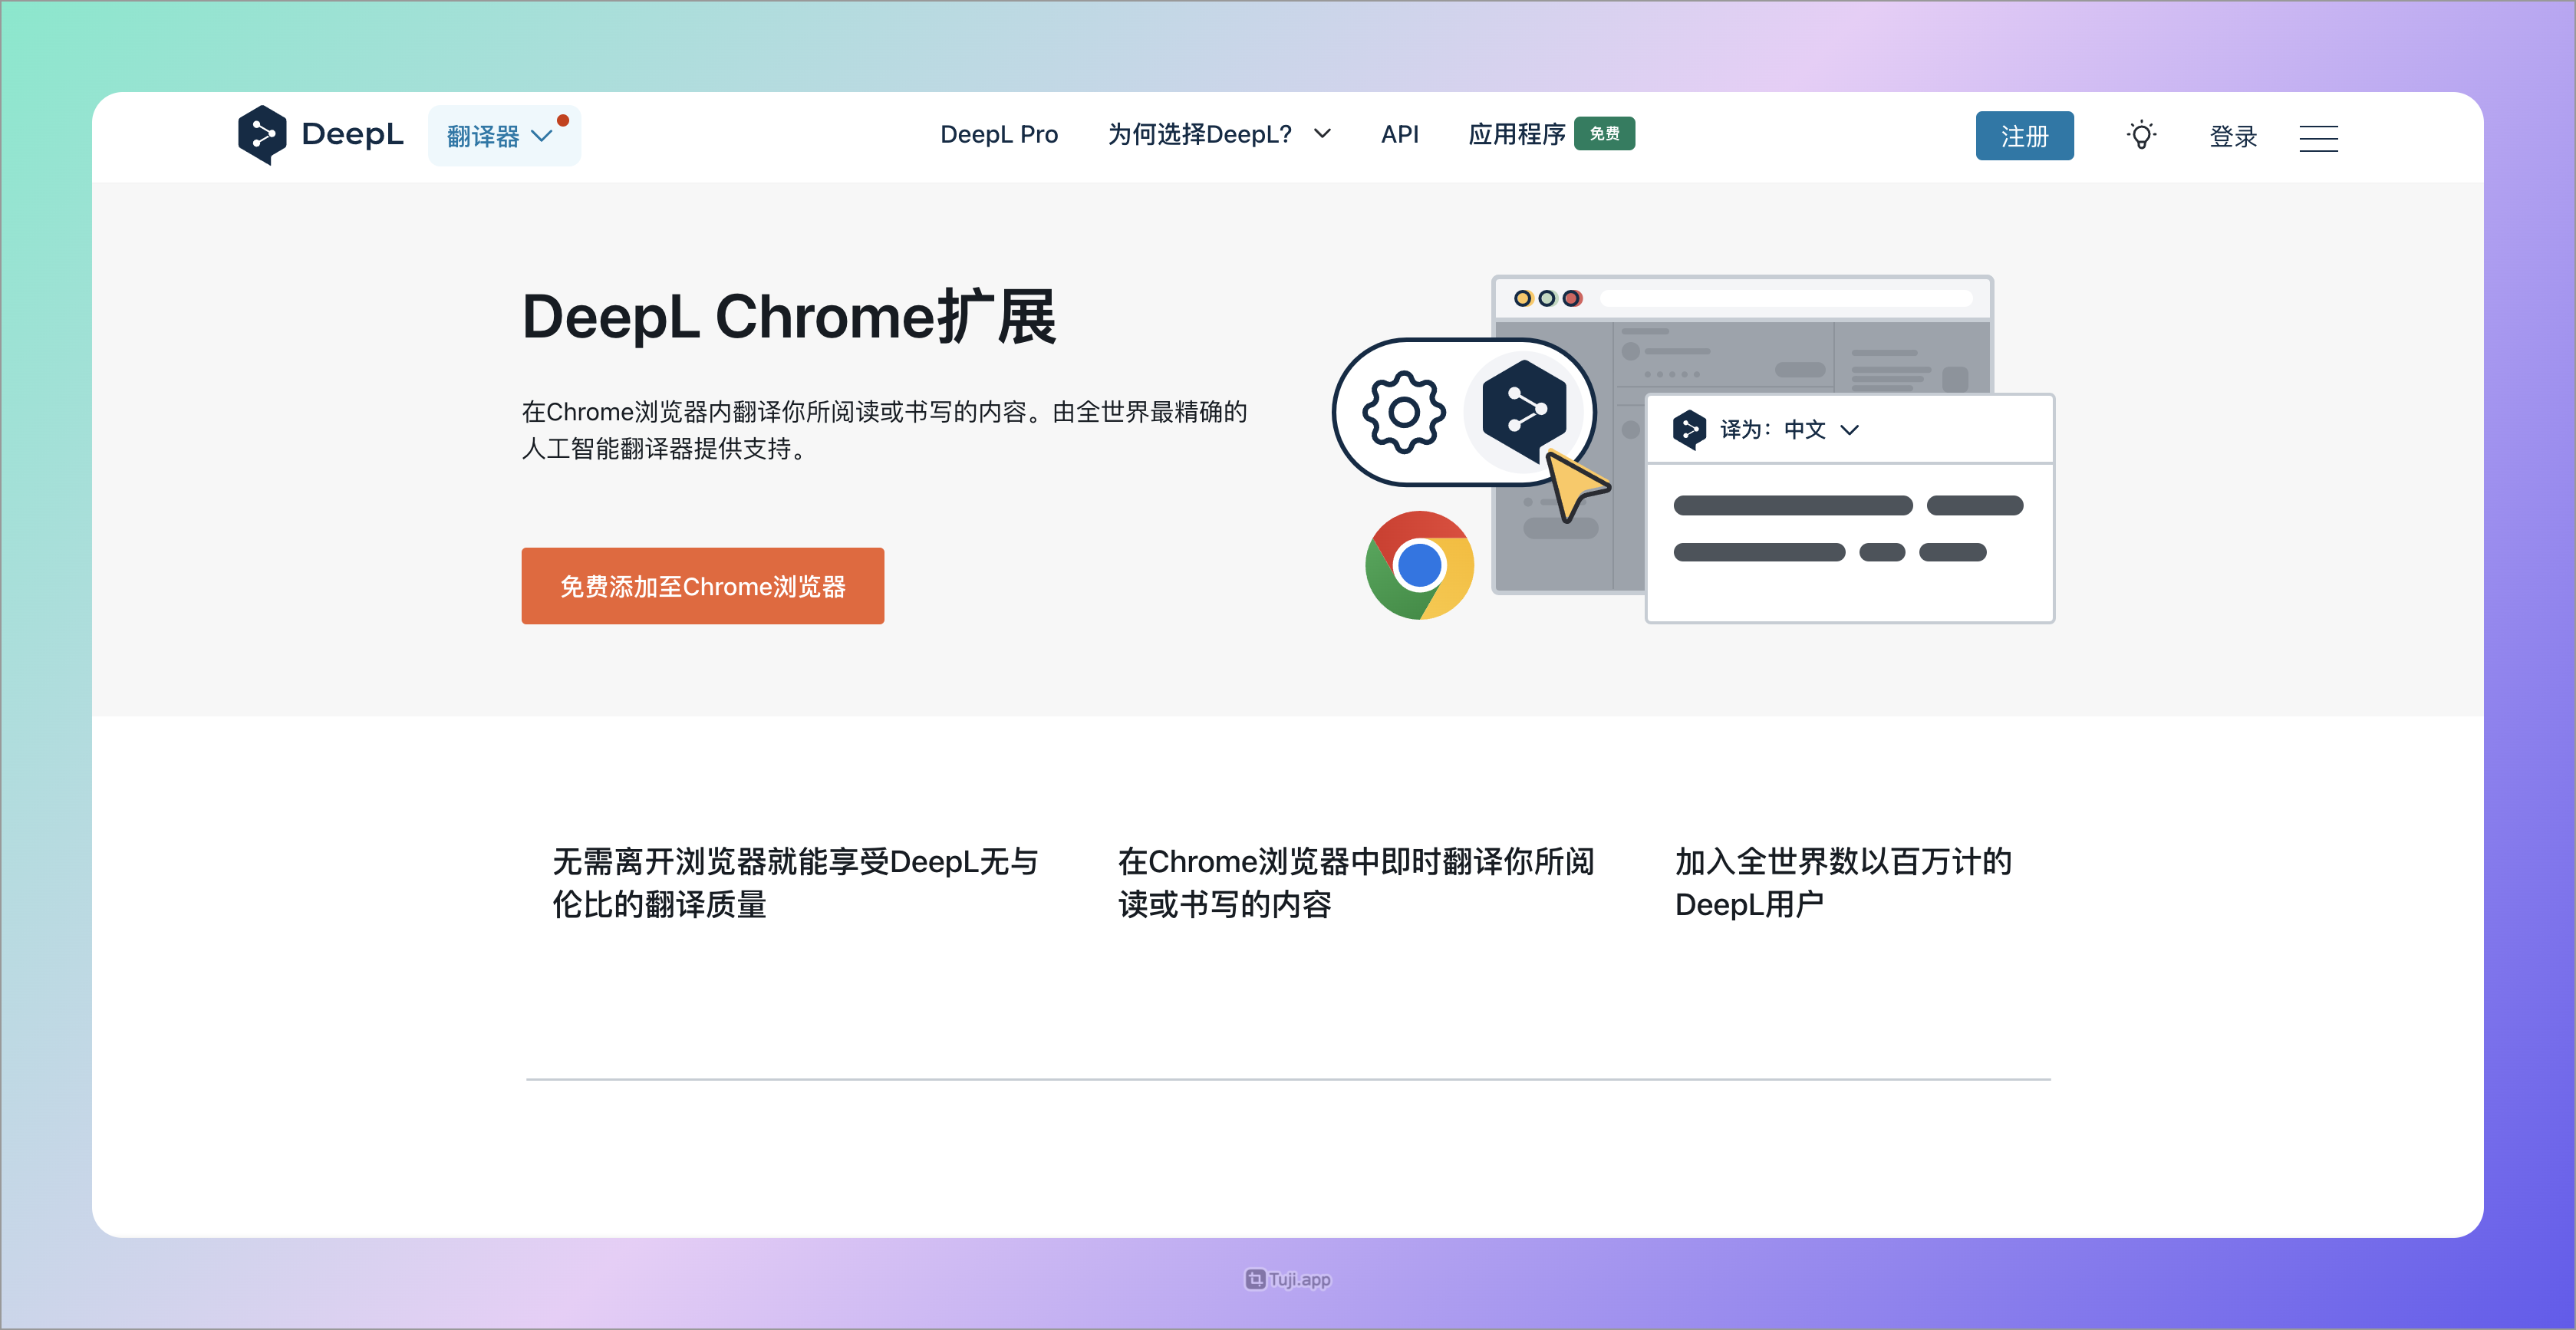 DeepL
翻译器
DeepL Pro
为何选择DeepL?
API
应用程序
免费
注册
登录
DeepL Chrome扩展
在Chrome浏览器内翻译你所阅读或书写的内容。由全世界最精确的
人工智能翻译器提供支持。
免费添加至Chrome浏览器
译为：中文
无需离开浏览器就能享受DeepL无与
伦比的翻译质量
在Chrome浏览器中即时翻译你所阅
读或书写的内容
加入全世界数以百万计的
DeepL用户
Tuji.app